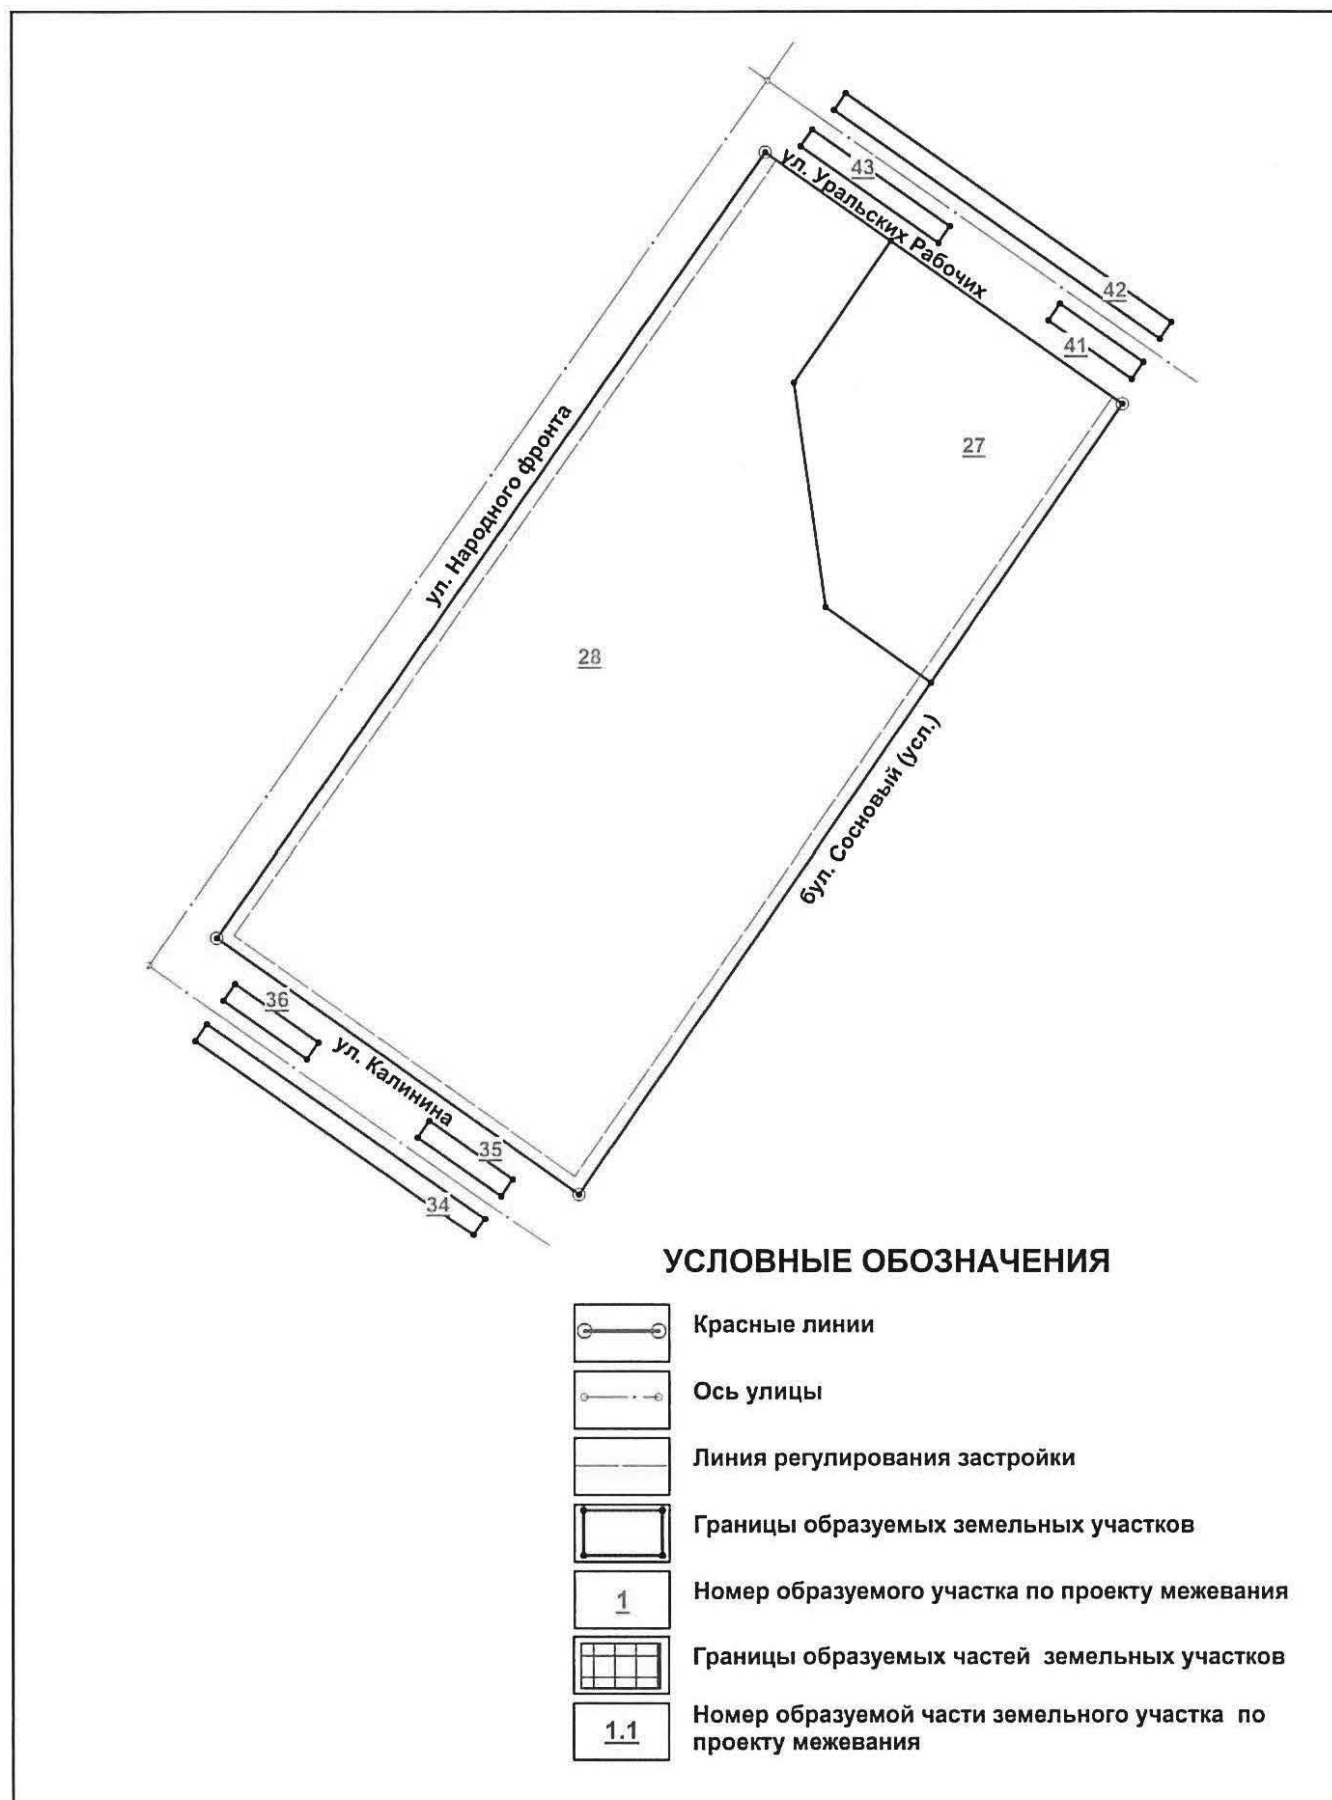 43
ул. Уральских Рабочих
42
41
27
ул. Народного фронта
28
бул. Сосновый (усл.)
36
ул. Калинина
35
34
УСЛОВНЫЕ ОБОЗНАЧЕНИЯ
Красные линии
Ось улицы
Линия регулирования застройки
Границы образуемых земельных участков
1 Номер образуемого участка по проекту межевания
Границы образуемых частей земельных участков
1.1 Номер образуемой части земельного участка по
проекту межевания